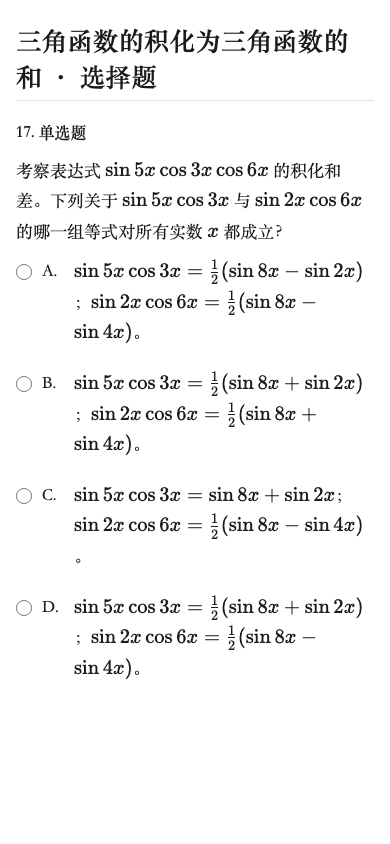 三角函数的积化为三角函数的
和 · 选择题
17. 单选题
考察表达式 sin 5x cos 3x cos 6x 的积化和
差。下列关于 sin 5x cos 3x 与 sin 2x cos 6x
的哪一组等式对所有实数 x 都成立?
A. sin 5x cos 3x = 1/2(sin 8x − sin 2x)
; sin 2x cos 6x = 1/2(sin 8x −
sin 4x)。
B. sin 5x cos 3x = 1/2(sin 8x + sin 2x)
; sin 2x cos 6x = 1/2(sin 8x +
sin 4x)。
C. sin 5x cos 3x = sin 8x + sin 2x;
sin 2x cos 6x = 1/2(sin 8x − sin 4x)
。
D. sin 5x cos 3x = 1/2(sin 8x + sin 2x)
; sin 2x cos 6x = 1/2(sin 8x −
sin 4x)。